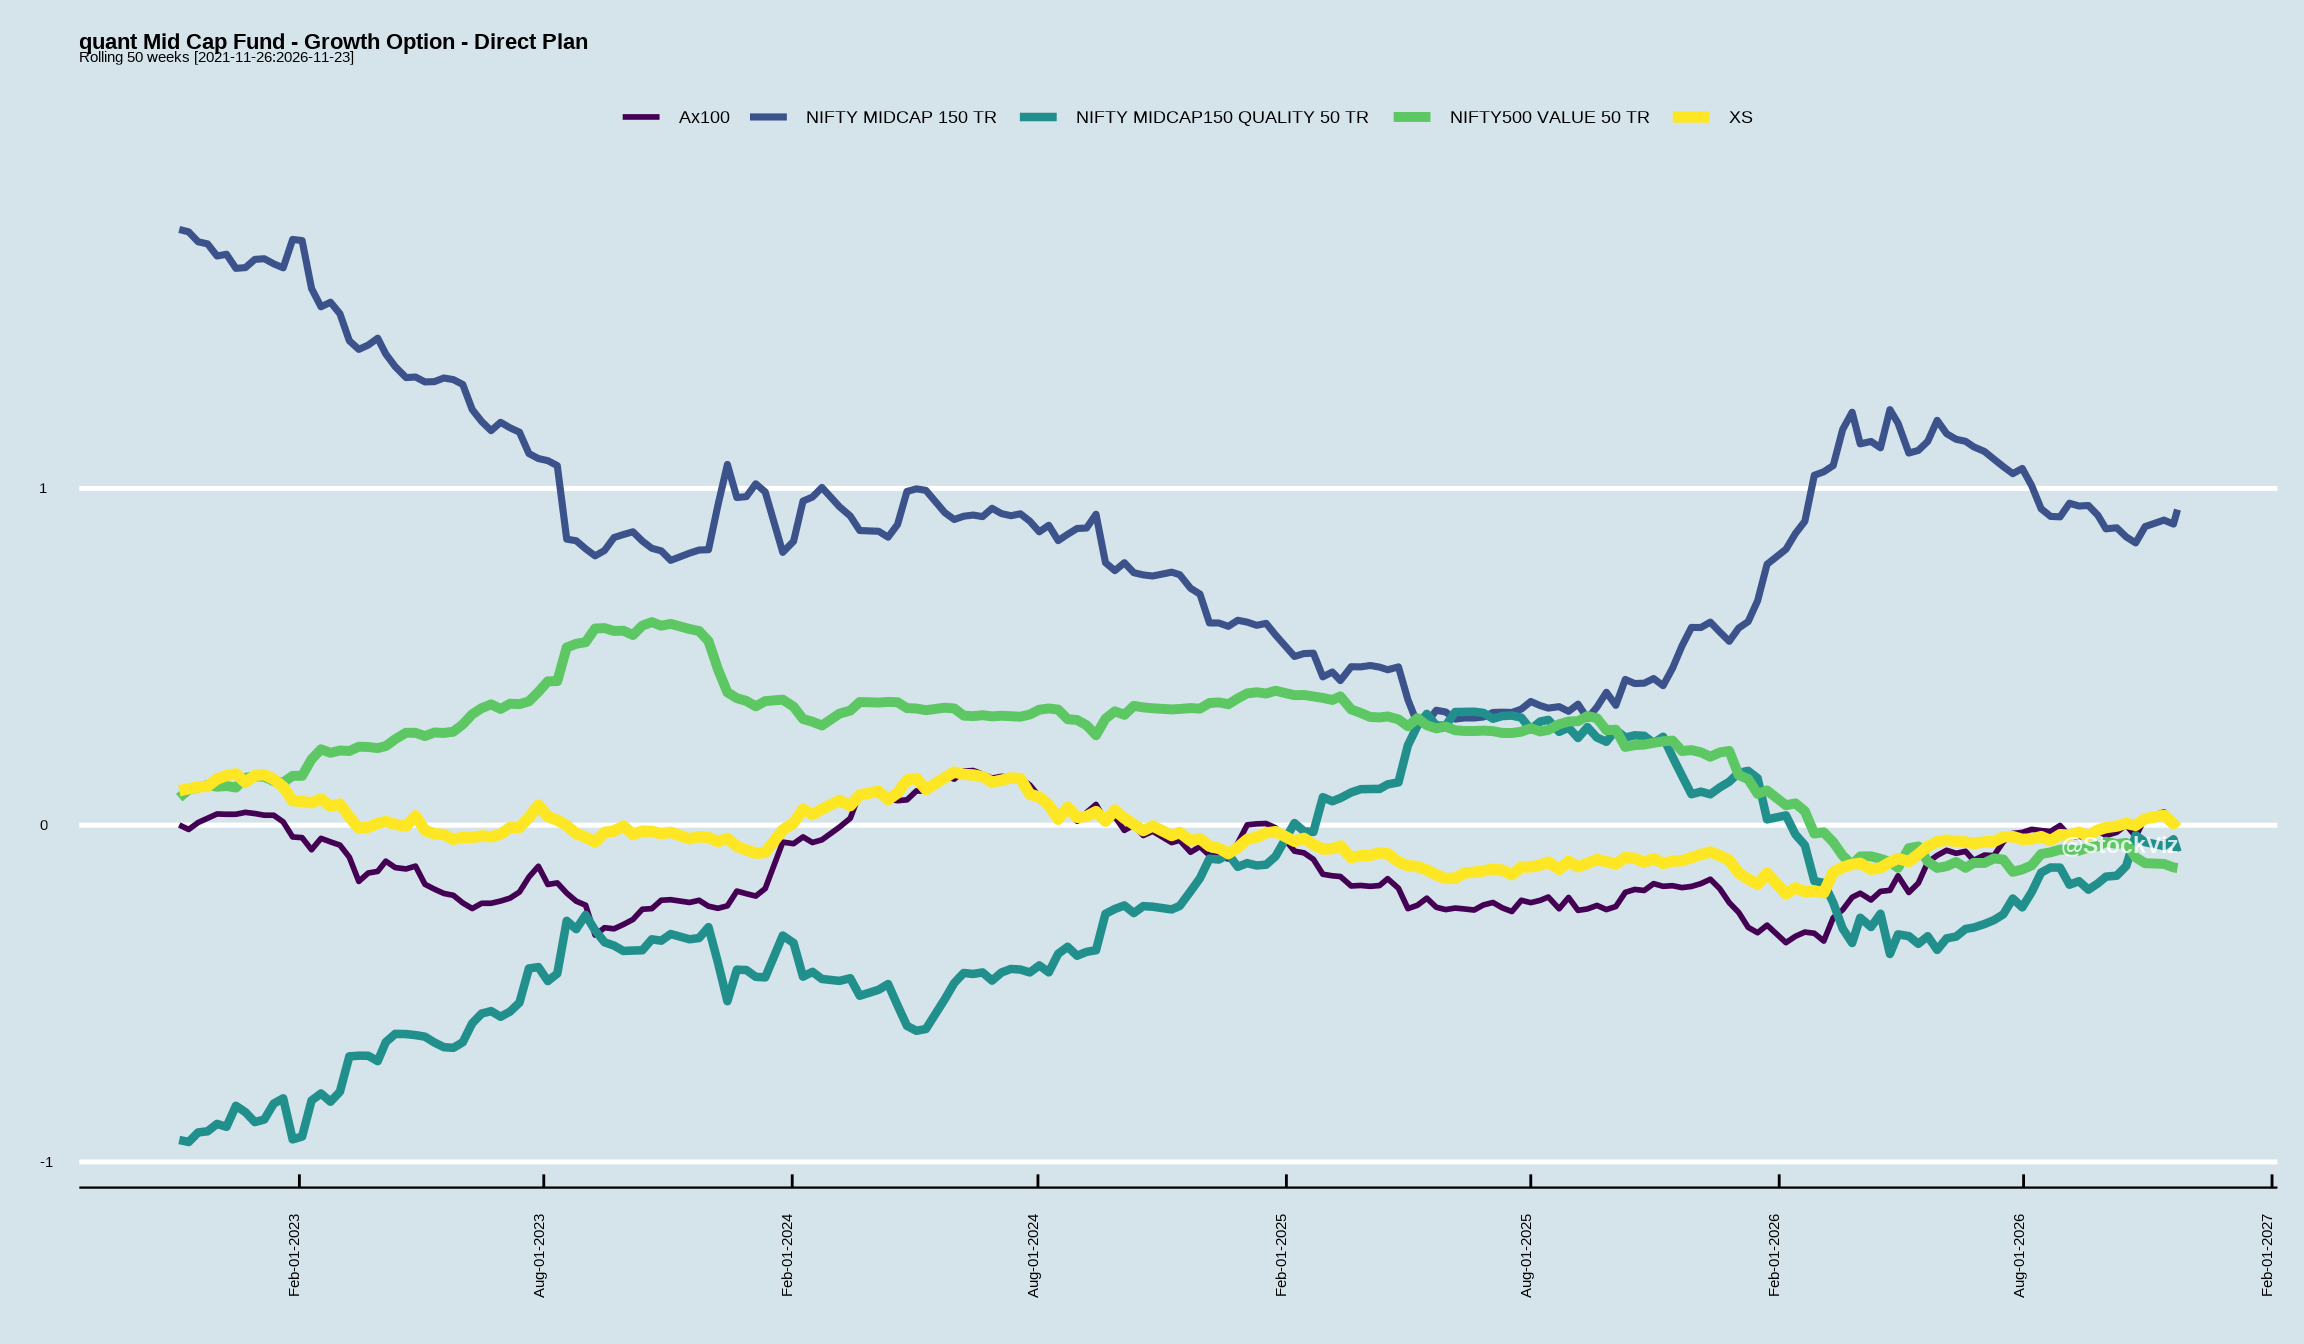 quant Mid Cap Fund - Growth Option - Direct Plan
Rolling 50 weeks [2021-11-26:2026-11-23]
Ax100 NIFTY MIDCAP 150 TR NIFTY MIDCAP150 QUALITY 50 TR NIFTY500 VALUE 50 TR XS
1
0
@StockViz
-1
Feb-01-2023 Aug-01-2023 Feb-01-2024 Aug-01-2024 Feb-01-2025 Aug-01-2025 Feb-01-2026 Aug-01-2026 Feb-01-2027